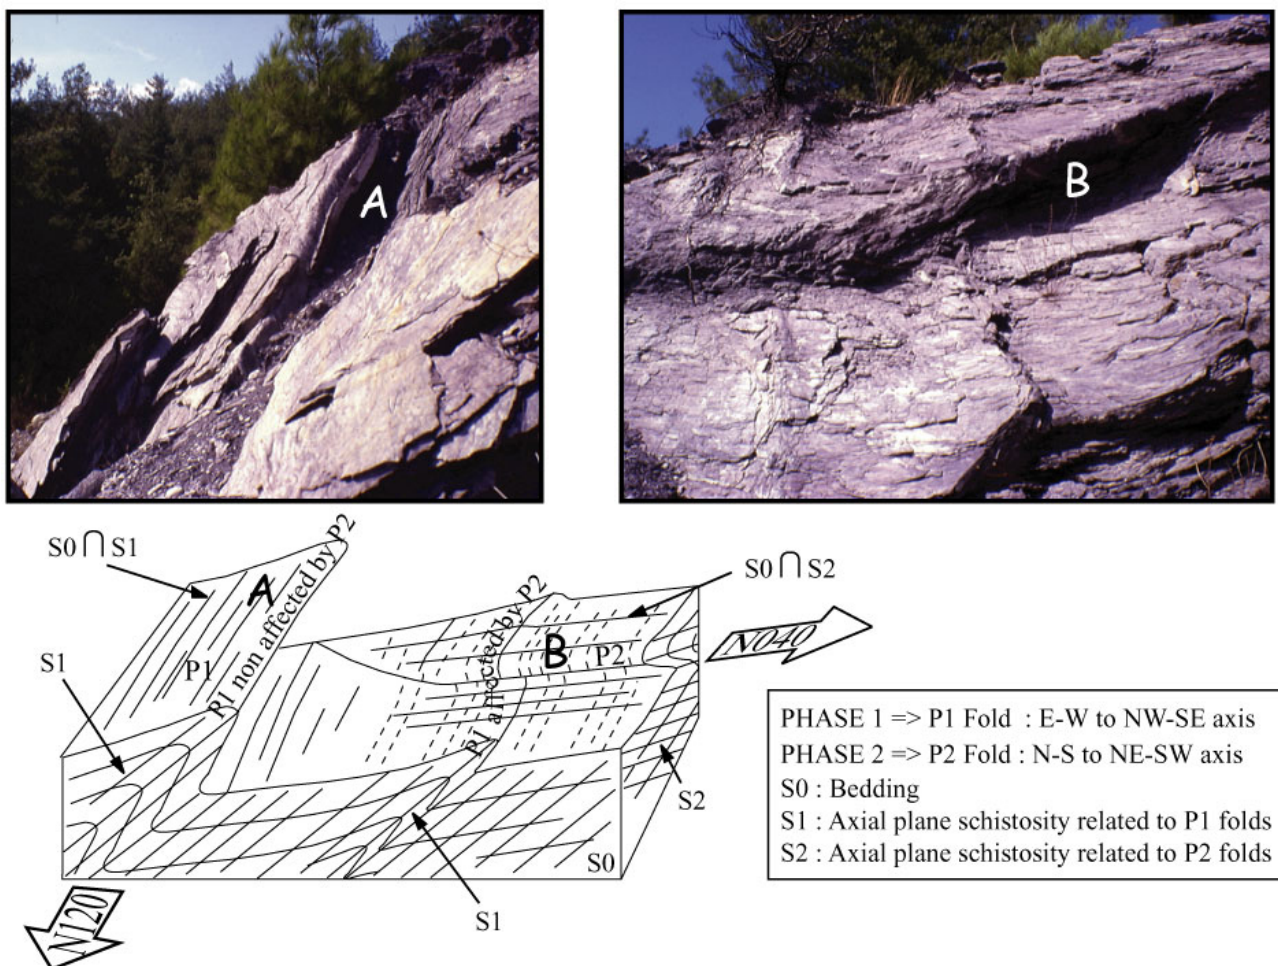 A
B
S0 ⋂ S1
P1 non affected by P2
A
P1
S1
S0 ⋂ S2
P1 affected by P2
B P2
N040
S2
S0
S1
N120
PHASE 1 => P1 Fold : E-W to NW-SE axis
PHASE 2 => P2 Fold : N-S to NE-SW axis
S0 : Bedding
S1 : Axial plane schistosity related to P1 folds
S2 : Axial plane schistosity related to P2 folds